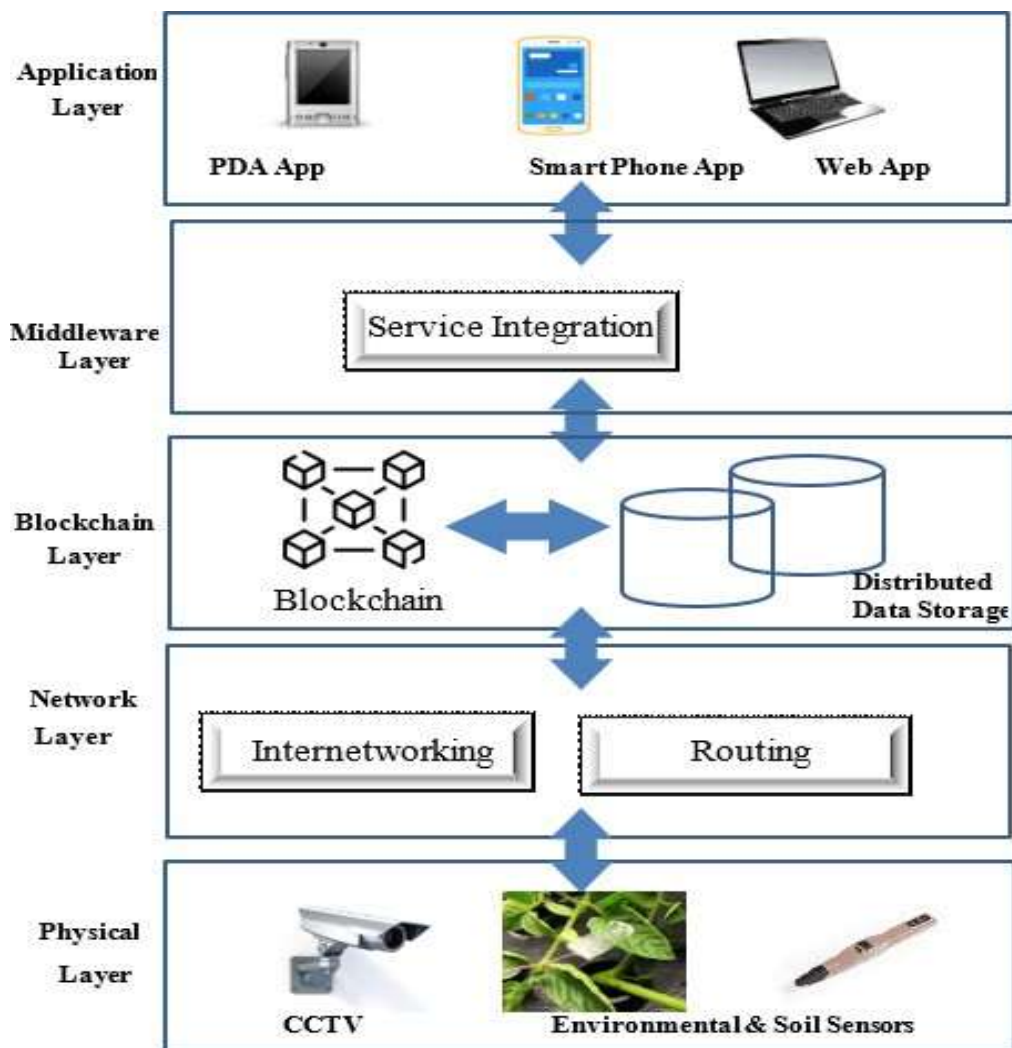 Application
Layer
PDA App
Smart Phone App
Web App
Middleware
Layer
Service Integration
Blockchain
Layer
Blockchain
Distributed
Data Storage
Network
Layer
Internetworking
Routing
Physical
Layer
CCTV
Environmental & Soil Sensors